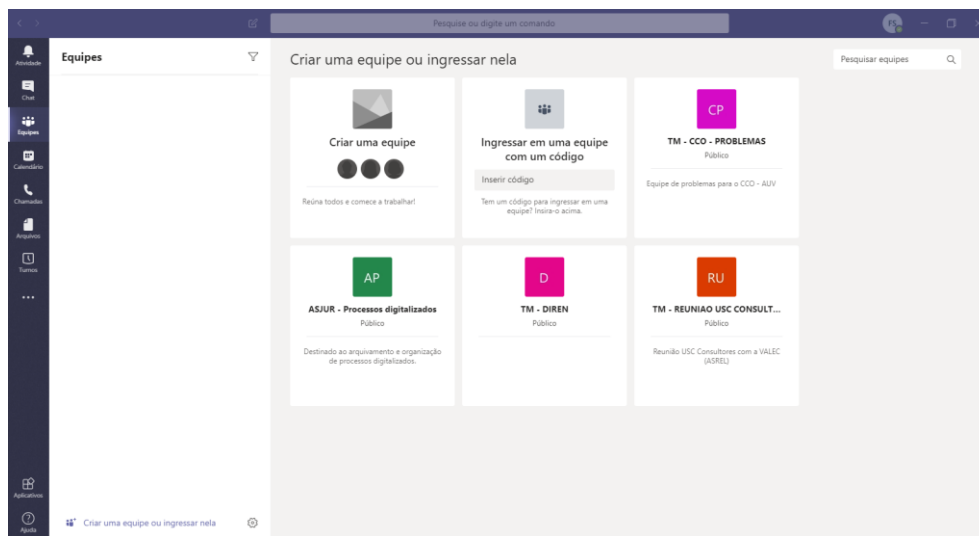 Pesquise ou digite um comando
FS
Atividade
Chat
Equipes
Calendário
Chamadas
Arquivos
Turnos
Aplicativos
Ajuda
Equipes
Criar uma equipe ou ingressar nela
Criar uma equipe ou ingressar nela
Pesquisar equipes
Criar uma equipe
Reúna todos e comece a trabalhar!
Ingressar em uma equipe
com um código
Inserir código
Tem um código para ingressar em uma
equipe? Insira-o acima.
CP
TM - CCO - PROBLEMAS
Público
Equipe de problemas para o CCO - AUV
AP
ASJUR - Processos digitalizados
Público
Destinado ao arquivamento e organização
de processos digitalizados.
D
TM - DIREN
Público
RU
TM - REUNIAO USC CONSULT...
Público
Reunião USC Consultores com a VALEC
(ASREL)